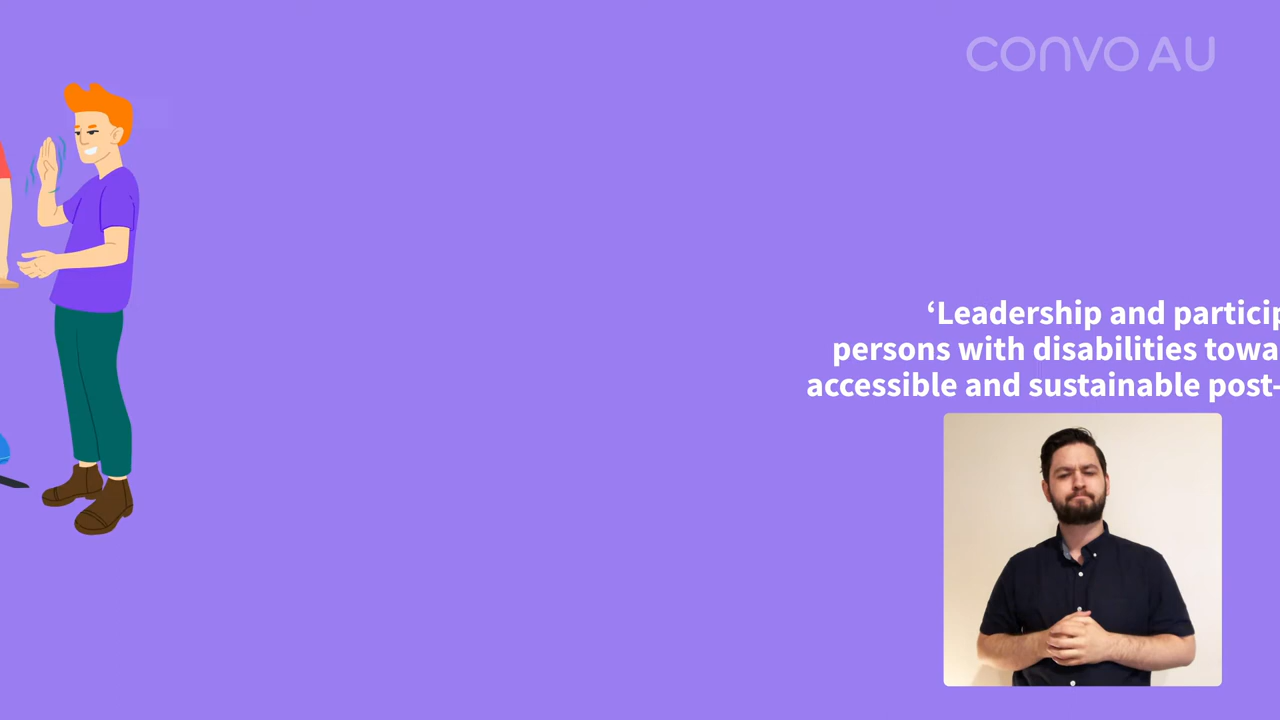 CONVO AU
‘Leadership and particip
persons with disabilities towa
accessible and sustainable post-